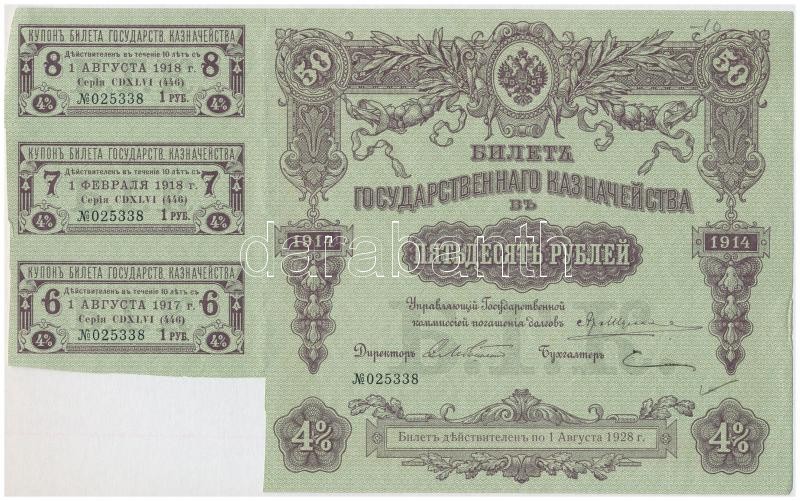 КУПОНЪ БИЛЕТА ГОСУДАРСТВ. КАЗНАЧЕЙСТВА
8 Дѣйствителенъ въ теченіе 10 лѣтъ съ 8
1 АВГУСТА 1918 г.
Серія CDXLVI (446)
4% №025338 1 РУБ. 4%
КУПОНЪ БИЛЕТА ГОСУДАРСТВ. КАЗНАЧЕЙСТВА
7 Дѣйствителенъ въ теченіе 10 лѣтъ съ 7
1 ФЕВРАЛЯ 1918 г.
Серія CDXLVI (446)
4% №025338 1 РУБ. 4%
КУПОНЪ БИЛЕТА ГОСУДАРСТВ. КАЗНАЧЕЙСТВА
6 Дѣйствителенъ въ теченіе 10 лѣтъ съ 6
1 АВГУСТА 1917 г.
Серія CDXLVI (446)
4% №025338 1 РУБ. 4%
-10
50 50
БИЛЕТЪ
ГОСУДАРСТВЕННАГО КАЗНАЧЕЙСТВА
ВЪ
1914 ПЯТЬДЕСЯТЪ РУБЛЕЙ 1914
darabanth
Управляющій Государственной
коммиссіей погашенія долговъ
Директоръ Бухгалтеръ
№025338
4% Билетъ дѣйствителенъ по 1 Августа 1928 г. 4%